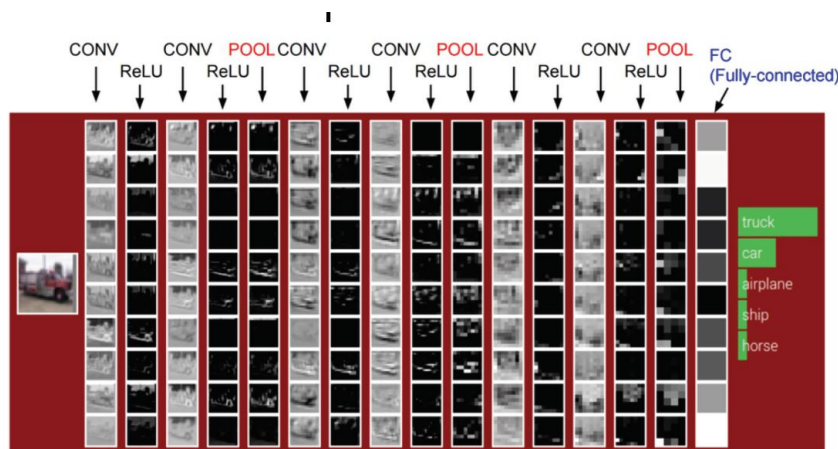 CONV CONV POOL CONV CONV POOL CONV CONV POOL
ReLU ReLU ReLU ReLU ReLU ReLU
FC
(Fully-connected)
truck
car
airplane
ship
horse